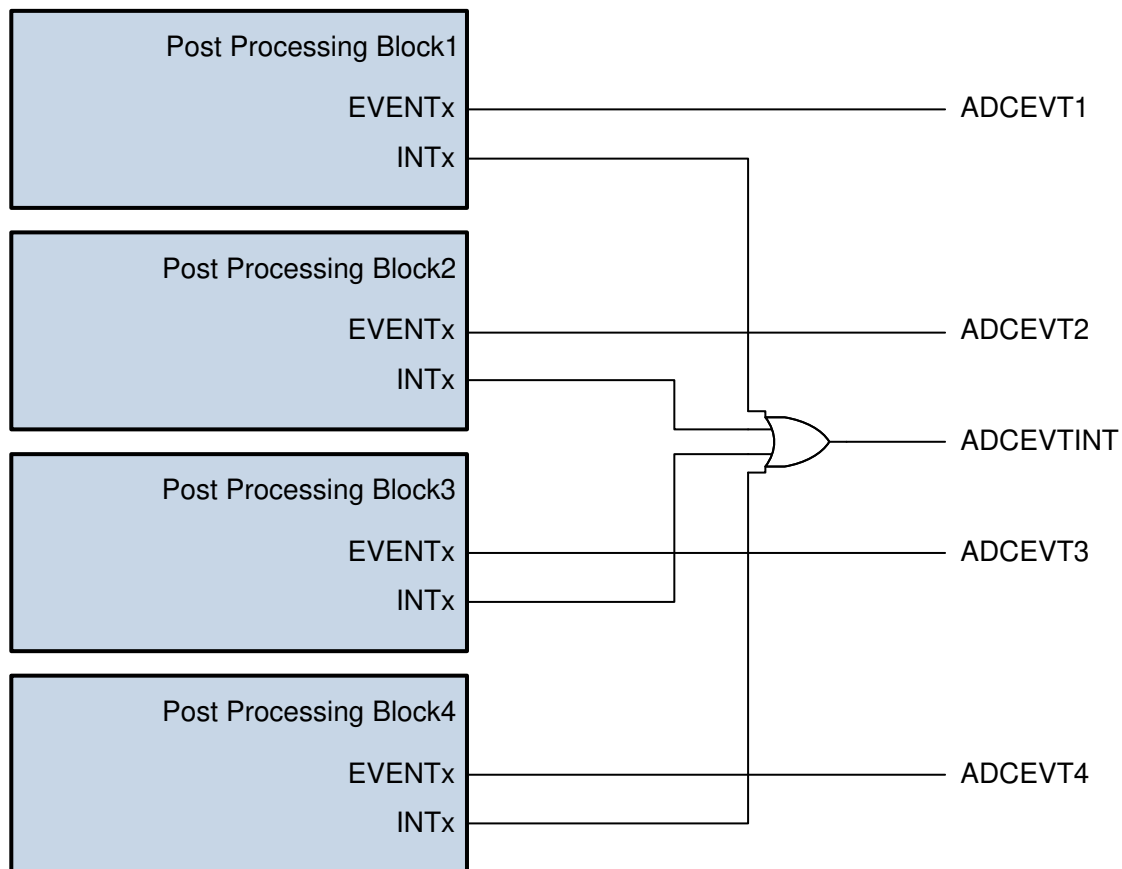 Post Processing Block1
EVENTx
ADCEVT1
INTx
Post Processing Block2
EVENTx
ADCEVT2
INTx
ADCEVTINT
Post Processing Block3
EVENTx
ADCEVT3
INTx
Post Processing Block4
EVENTx
ADCEVT4
INTx